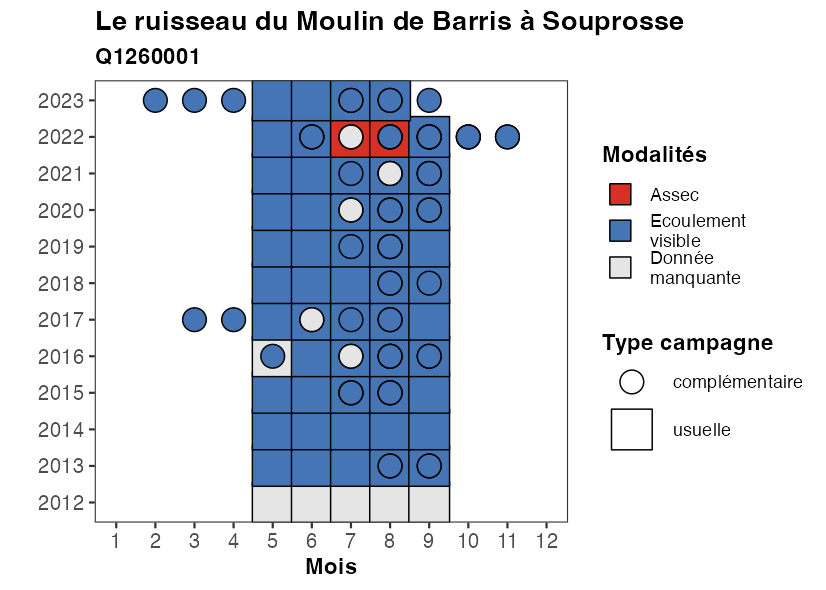 Le ruisseau du Moulin de Barris à Souprosse
Q1260001
2023
2022
2021
2020
2019
2018
2017
2016
2015
2014
2013
2012
1 2 3 4 5 6 7 8 9 10 11 12
Mois
Modalités
Assec
Ecoulement
visible
Donnée
manquante
Type campagne
complémentaire
usuelle